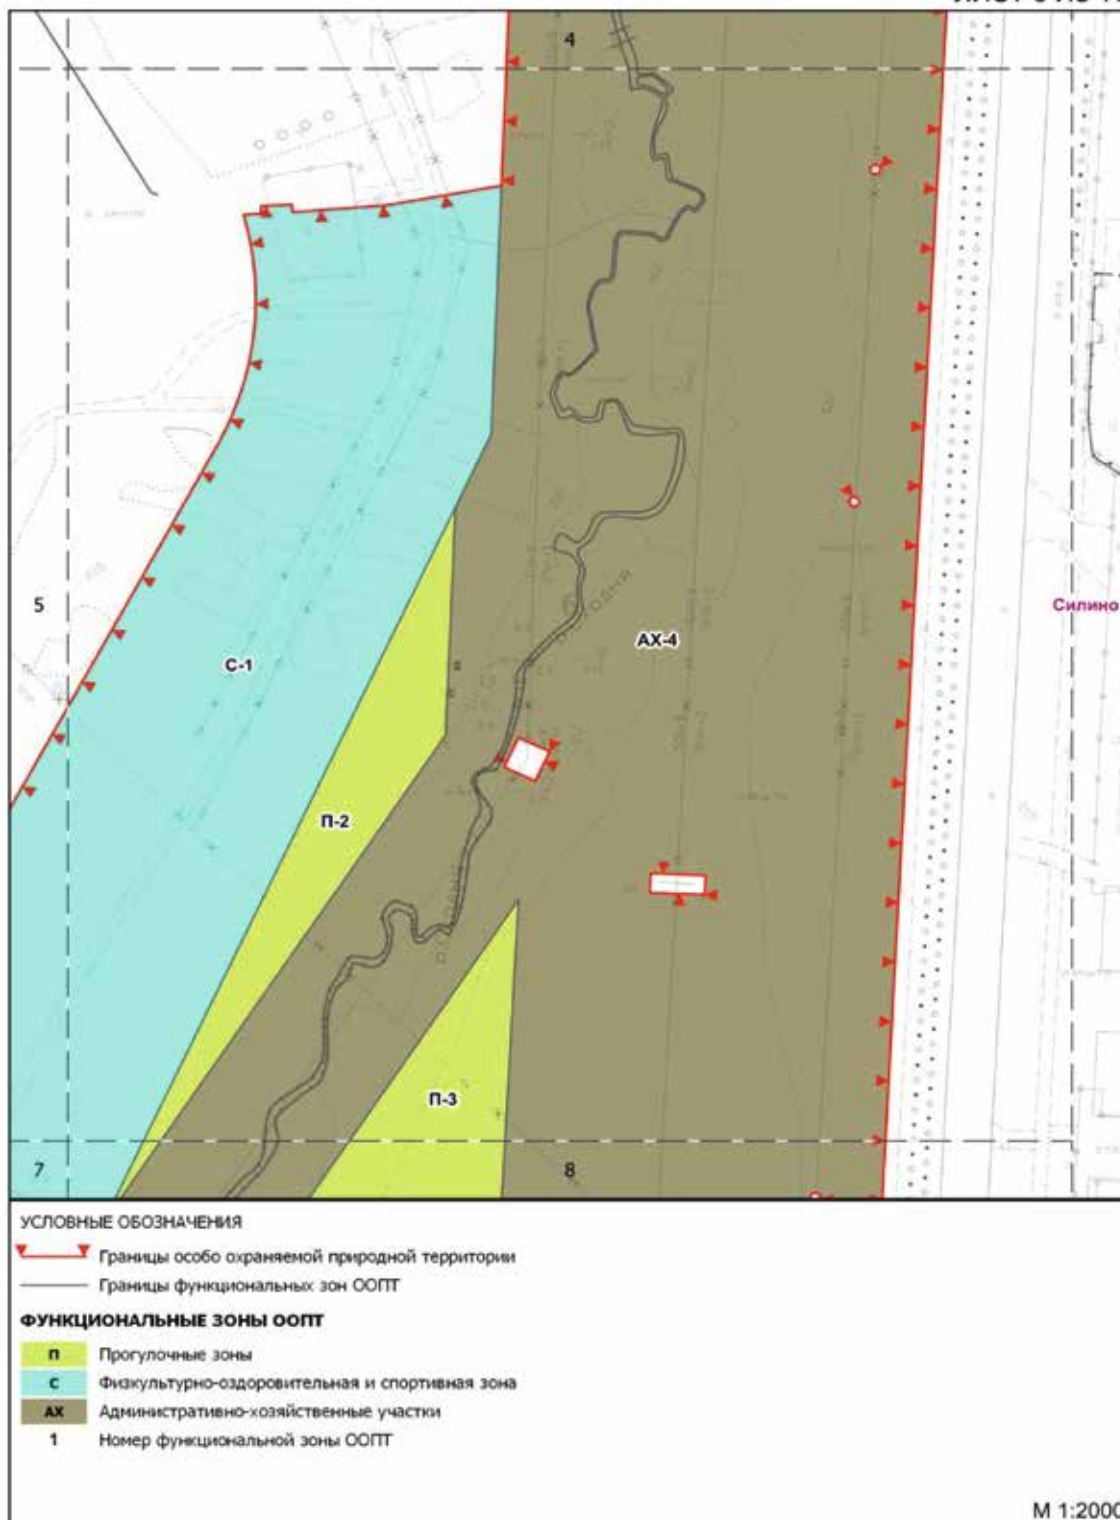 4
5
Силино
АХ-4
С-1
П-2
П-3
7
8
УСЛОВНЫЕ ОБОЗНАЧЕНИЯ
Границы особо охраняемой природной территории
Границы функциональных зон ООПТ
ФУНКЦИОНАЛЬНЫЕ ЗОНЫ ООПТ
П Прогулочные зоны
С Физкультурно-оздоровительная и спортивная зона
АХ Административно-хозяйственные участки
1 Номер функциональной зоны ООПТ
М 1:2000